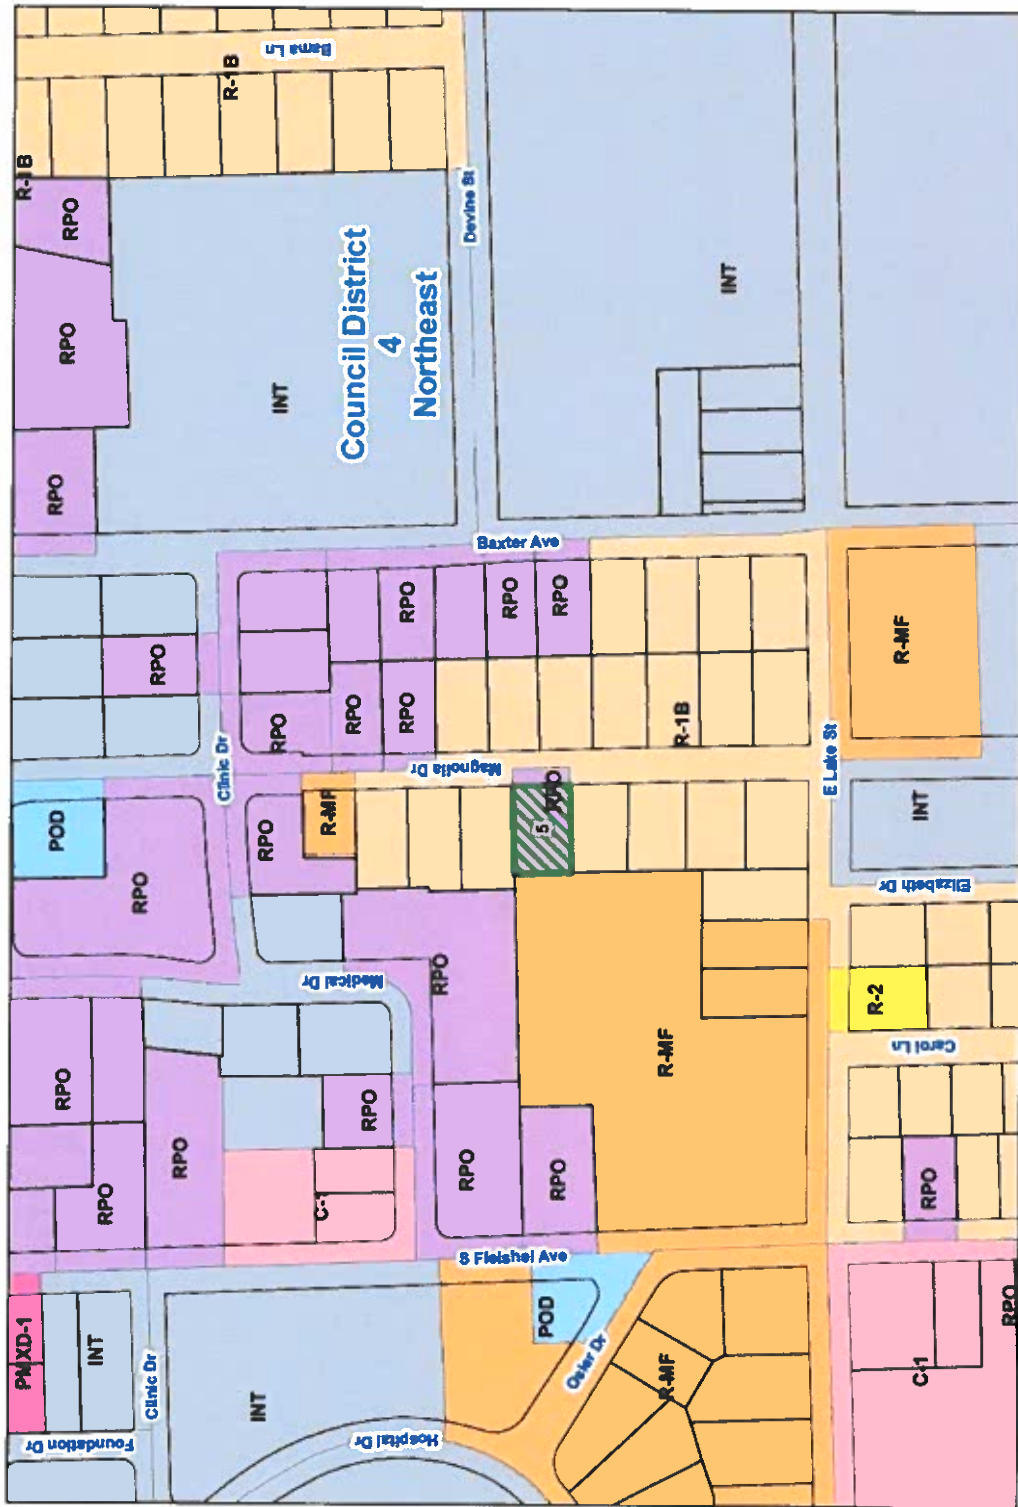 Bama Ln
R-1B
R-1B
RPO
RPO
RPO
INT
Council District
4
Northeast
Devine St
INT
Baxter Ave
RPO
RPO
RPO
RPO
RPO
RPO
RPO
Clinic Dr
Magnolia Dr
R-1B
E Lake St
R-MF
INT
Elizabeth Dr
POD
RPO
RPO
R-MF
5
RPO
Medical Dr
RPO
R-MF
R-2
Carol Ln
RPO
RPO
RPO
RPO
C-1
RPO
RPO
RPO
S Fleishel Ave
PMXD-1
INT
Clinic Dr
Foundation Dr
INT
Hospital Dr
POD
Osler Dr
R-MF
C-1
RPO